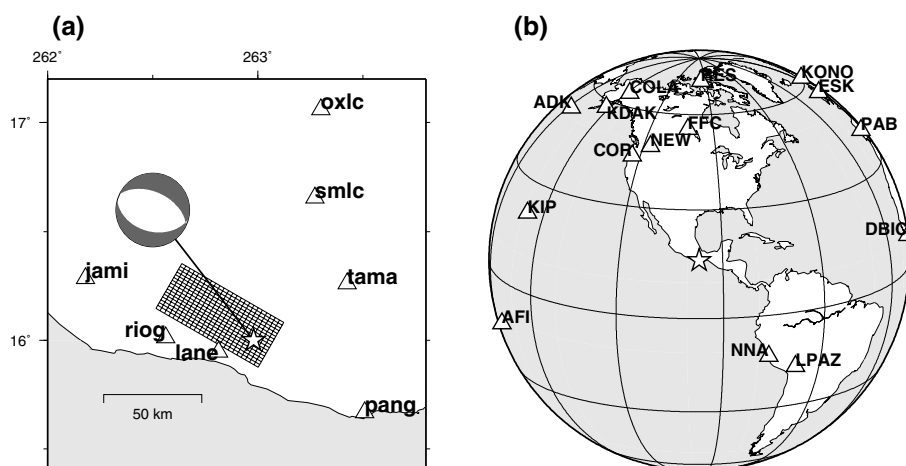 (a)
262°
263°
17°
16°
oxlc
smlc
jami
tama
riog
lane
pang
50 km
(b)
KONO
ESK
RES
COLA
ADK
KDAK
FFC
PAB
NEW
COR
KIP
DBIC
AFI
NNA
LPAZ